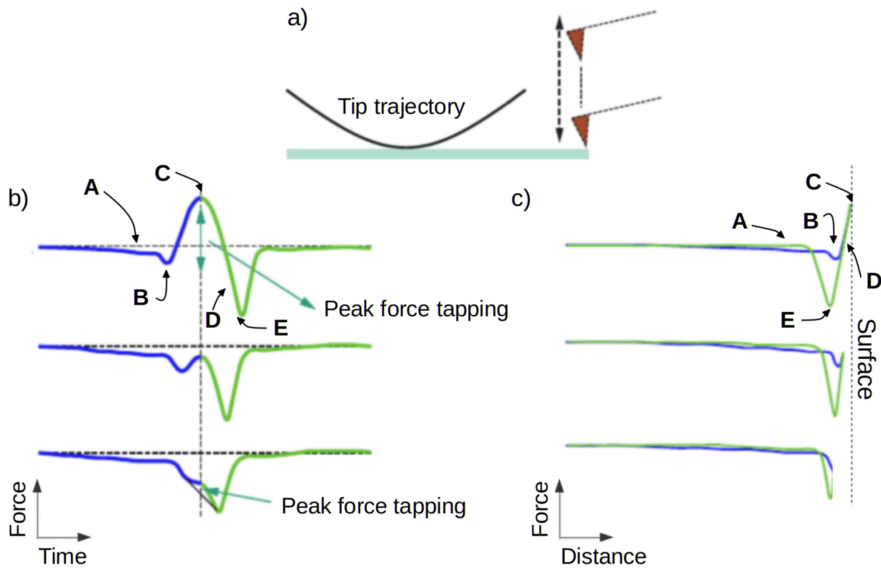 a)
Tip trajectory
b)
A
C
B
D
E
Peak force tapping
Peak force tapping
Force
Time
c)
C
A
B
D
E
Surface
Force
Distance